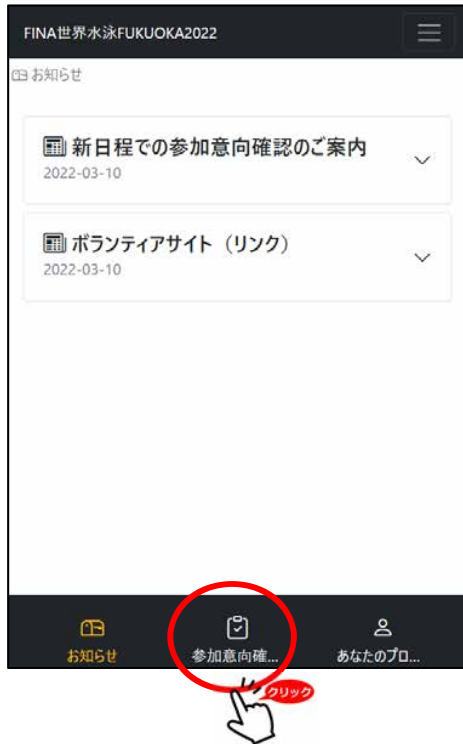 FINA世界水泳FUKUOKA2022
お知らせ
新日程での参加意向確認のご案内
2022-03-10
ボランティアサイト（リンク）
2022-03-10
お知らせ
参加意向確...
あなたのプロ...
クリック